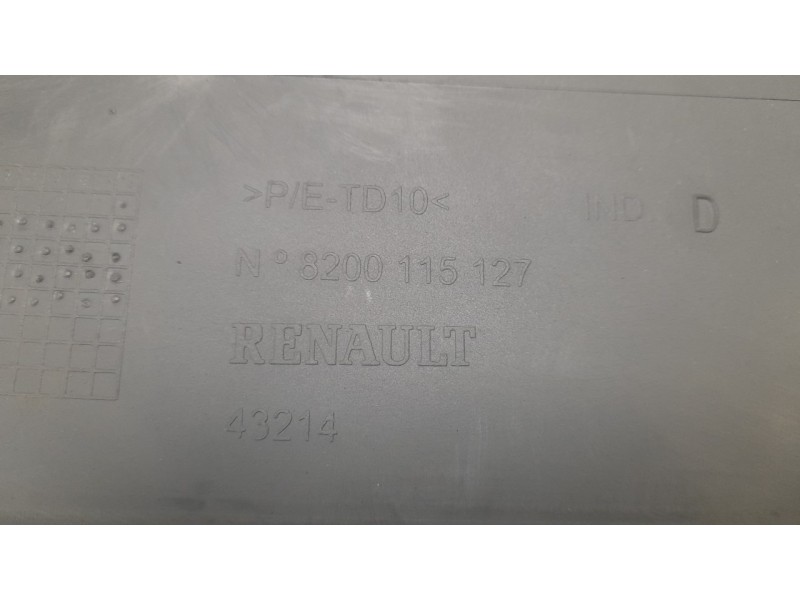 >P/E-TD10< IND. D
N° 8200 115 127
RENAULT
43214